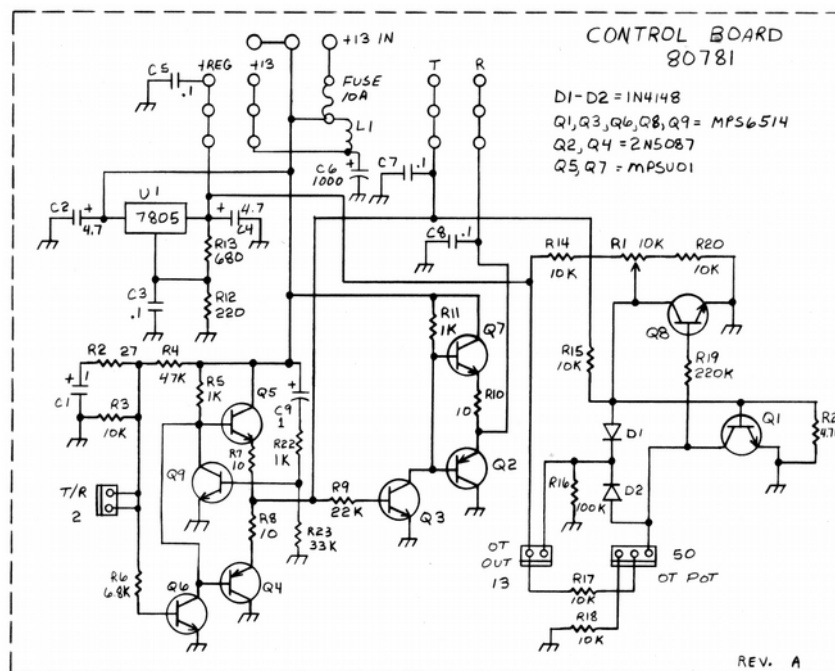 CONTROL BOARD
80781
D1-D2 = 1N4148
Q1, Q3, Q6, Q8, Q9 = MPS6514
Q2, Q4 = 2N5087
Q5, Q7 = MPSU01
+13 IN
+REG
+13
T
R
C5
.1
FUSE
10A
L1
C6
1000
C7
.1
C8
.1
U1
7805
C2
4.7
4.7
C4
R13
680
C3
.1
R12
220
R14
10K
R1
10K
R20
10K
Q8
R15
10K
R19
220K
Q1
R2
4.7
R2
27
R4
47K
C1
1
R3
10K
R5
1K
Q5
C9
1
R22
1K
R7
10
Q9
R8
10
R23
33K
R9
22K
Q3
R11
1K
Q7
R10
10
Q2
D1
D2
R16
100K
T/R
2
R6
6.8K
Q6
Q4
OT
OUT
13
50
OT POT
R17
10K
R18
10K
REV. A